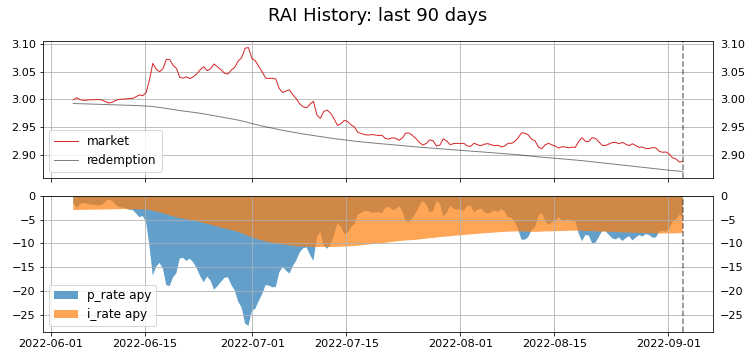 RAI History: last 90 days
3.10 3.10
3.05 3.05
3.00 3.00
2.95 2.95
2.90 2.90
market
redemption
0 0
−5 −5
−10 −10
−15 −15
−20 −20
−25 −25
p_rate apy
i_rate apy
2022-06-01 2022-06-15 2022-07-01 2022-07-15 2022-08-01 2022-08-15 2022-09-01